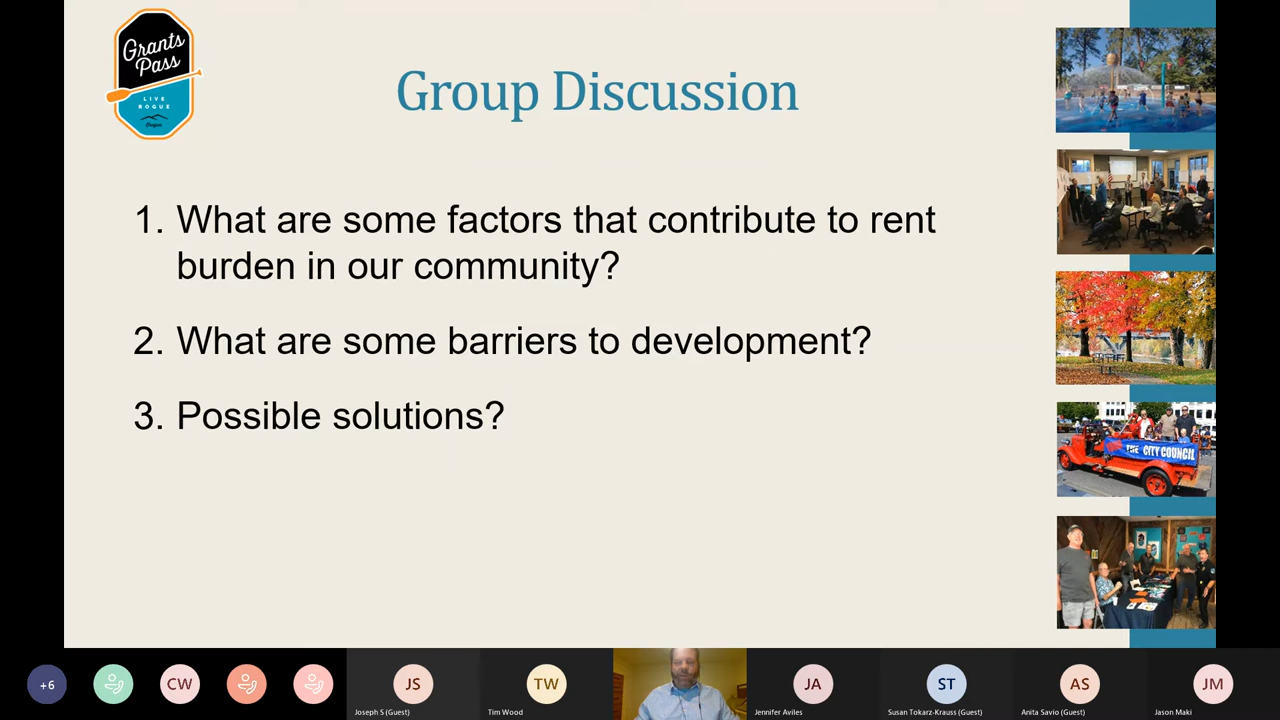 Grants
Pass
LIVE
ROGUE
Oregon
Group Discussion
1. What are some factors that contribute to rent
burden in our community?
2. What are some barriers to development?
3. Possible solutions?
THE CITY COUNCIL
+6
CW
JS
Joseph S (Guest)
TW
Tim Wood
JA
Jennifer Aviles
ST
Susan Tokarz-Krauss (Guest)
AS
Anita Savio (Guest)
JM
Jason Maki